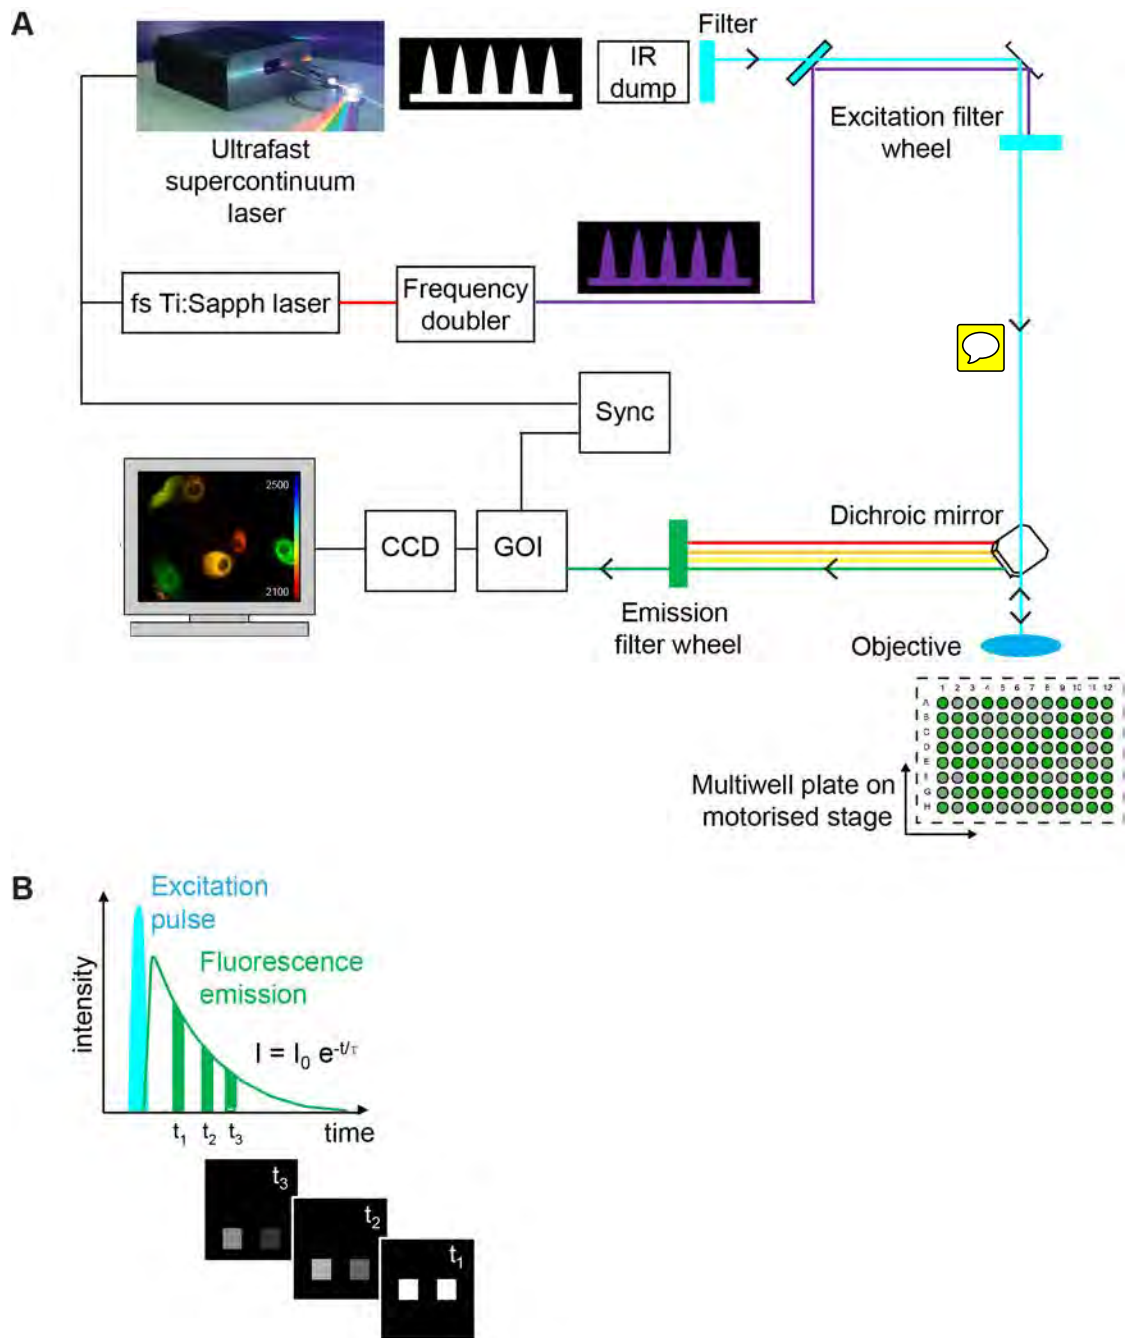 A
Filter
IR
dump
Excitation filter
wheel
Ultrafast
supercontinuum
laser
fs Ti:Sapph laser
Frequency
doubler
Sync
2500
2100
CCD
GOI
Dichroic mirror
Emission
filter wheel
Objective
1 2 3 4 5 6 7 8 9 10 11 12
A
B
C
D
E
F
G
H
Multiwell plate on
motorised stage
B
Excitation
pulse
Fluorescence
emission
intensity
I = I₀ e^{-t/τ}
t₁ t₂ t₃
time
t₃
t₂
t₁